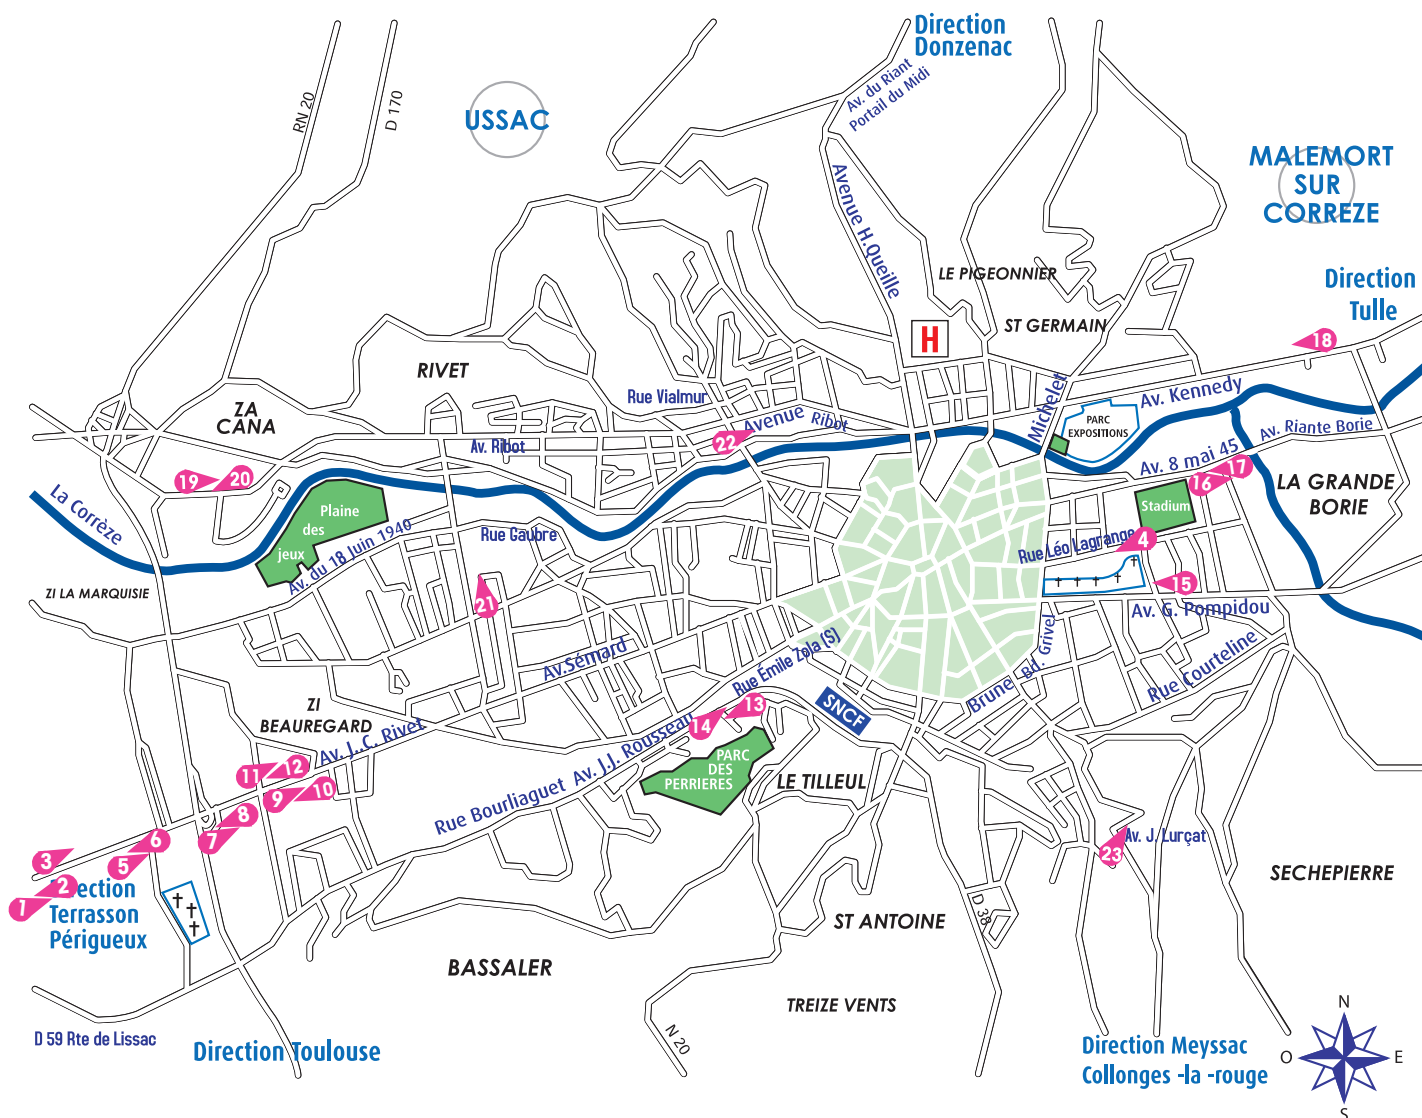 Direction
Donzenac
RN 20
D 170
USSAC
Av. du Riant
Portail du Midi
MALEMORT
SUR
CORREZE
Avenue H.Queille
LE PIGEONNIER
Direction
Tulle
ST GERMAIN
H
18
RIVET
Rue Vialmur
Michelet
Av. Kennedy
ZA
CANA
Avenue Ribot
PARC
EXPOSITIONS
Av. Riante Borie
22
Av. Ribot
Av. 8 mai 45
19
20
16
17
LA GRANDE
BORIE
La Corrèze
Plaine
des
jeux
Stadium
Rue Gaubre
Av. du 18 Juin 1940
Rue Léo Lagrange
4
ZI LA MARQUISIE
21
15
Av. G. Pompidou
Av.Sémard
Rue Émile Zola (S)
Bd. Grivel
Rue Courteline
Brune
ZI
BEAUREGARD
SNCF
13
14
Av. J..C. Rivet
Av. J.J. Rousseau
PARC
DES
PERRIERES
LE TILLEUL
11
12
9
10
Rue Bourliaguet
8
7
6
5
3
Av. J. Lurçat
23
2
1
SECHEPIERRE
ection
Terrasson
Périgueux
D 38
ST ANTOINE
BASSALER
TREIZE VENTS
N 20
D 59 Rte de Lissac
Direction Toulouse
Direction Meyssac
Collonges -la -rouge
N
O
E
S